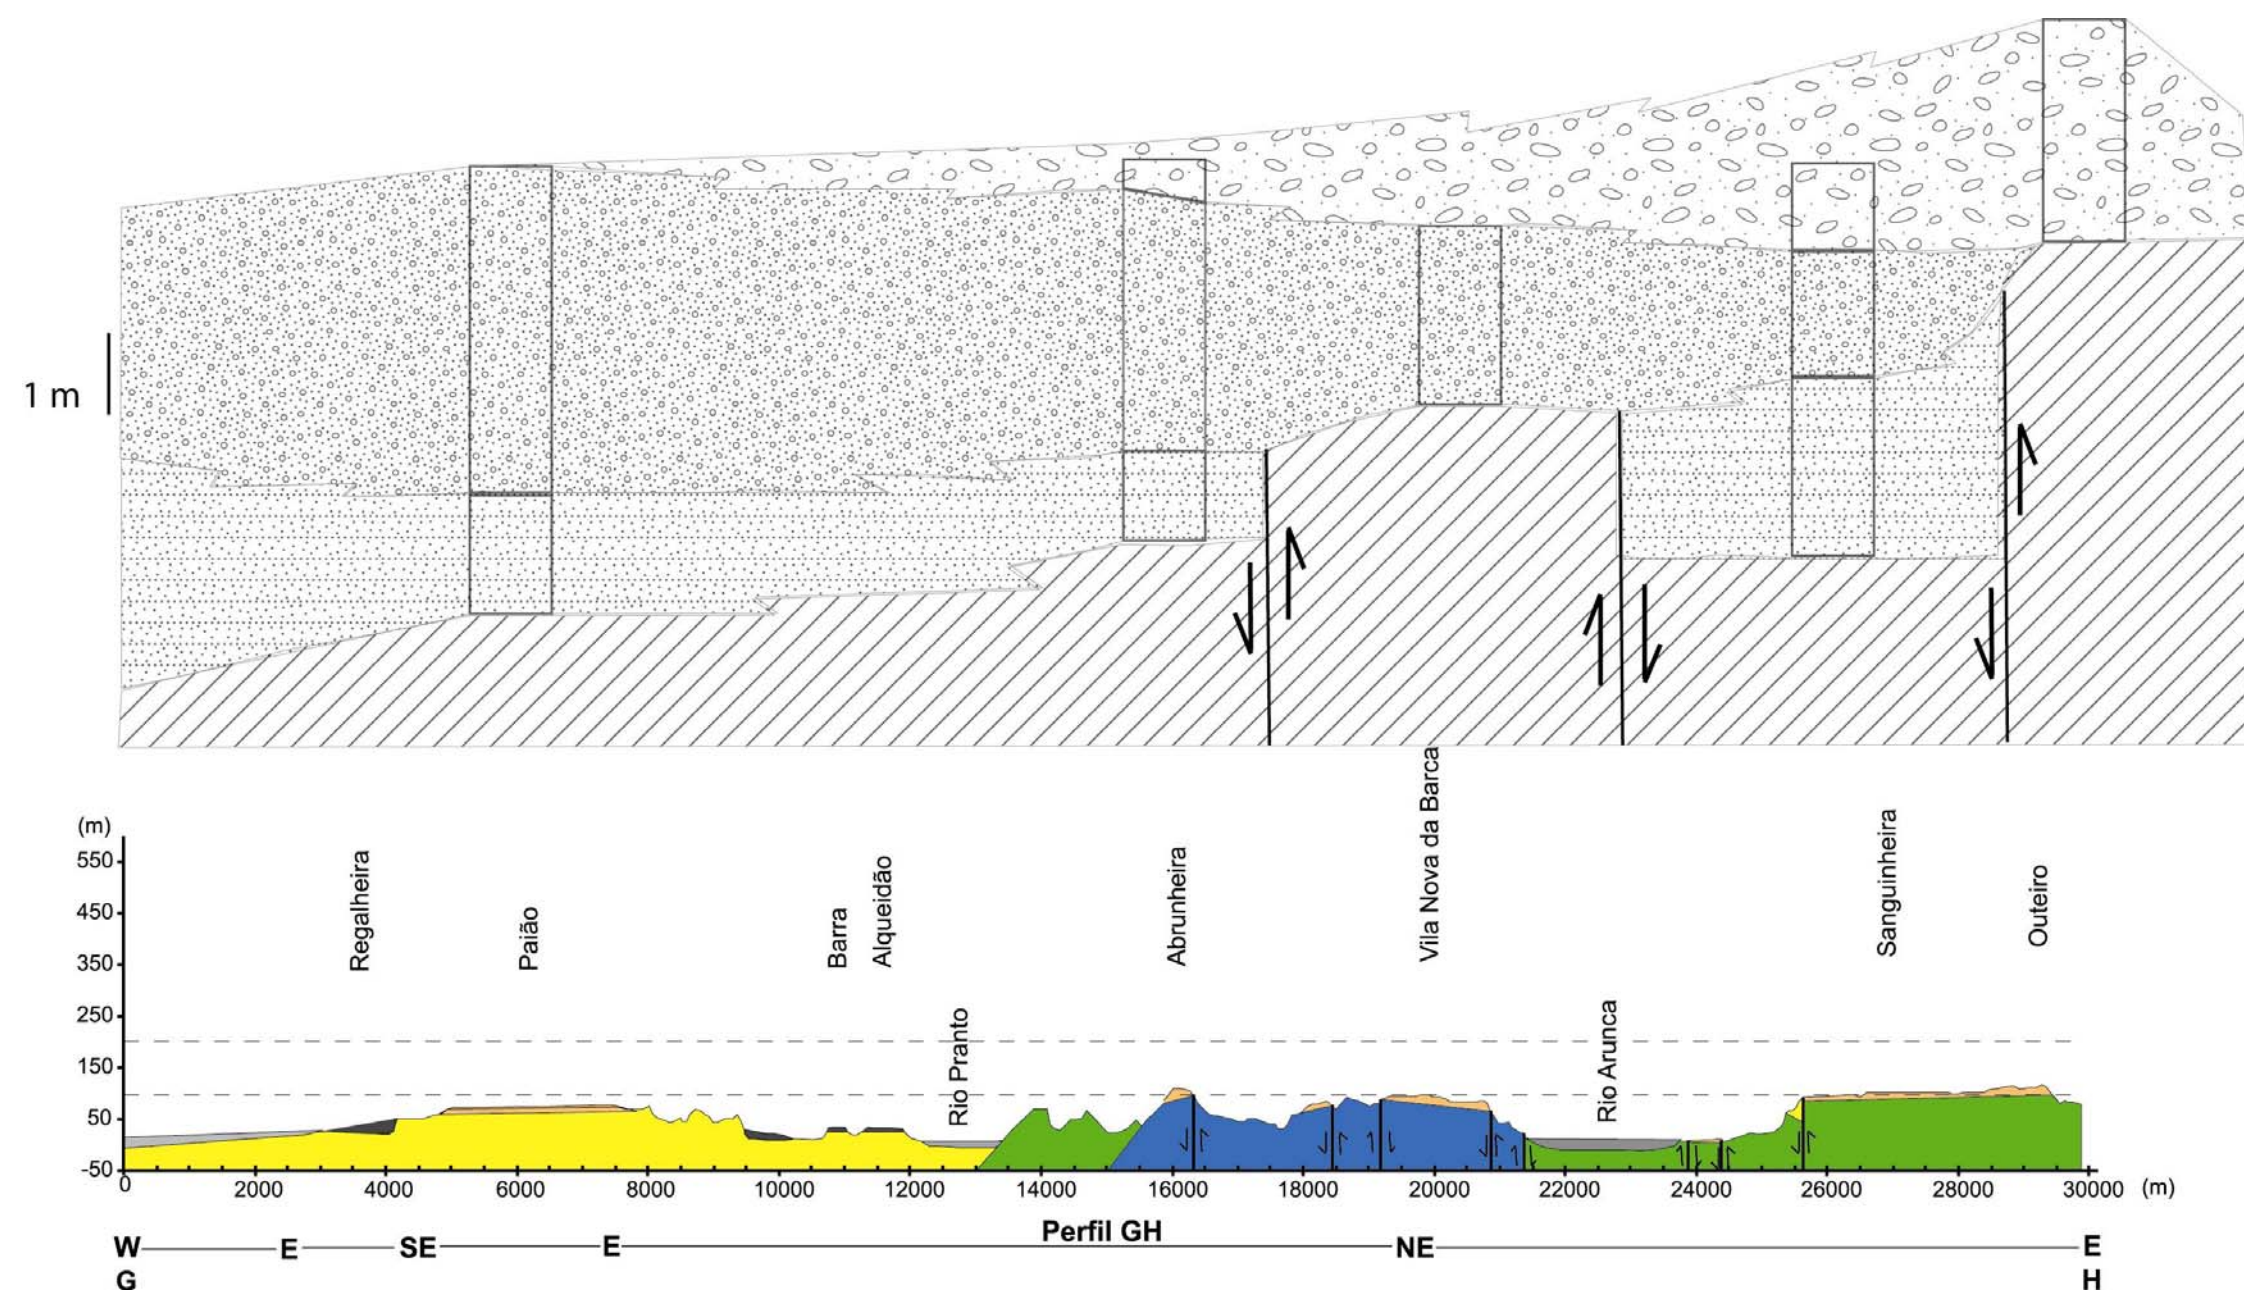 1 m
(m)
550
450
350
250
150
50
-50
Regalheira
Paião
Barra
Alqueidão
Rio Pranto
Abrunheira
Vila Nova da Barca
Rio Arunca
Sanguinheira
Outeiro
0 2000 4000 6000 8000 10000 12000 14000 16000 18000 20000 22000 24000 26000 28000 30000 (m)
Perfil GH
W E SE E NE E
G H